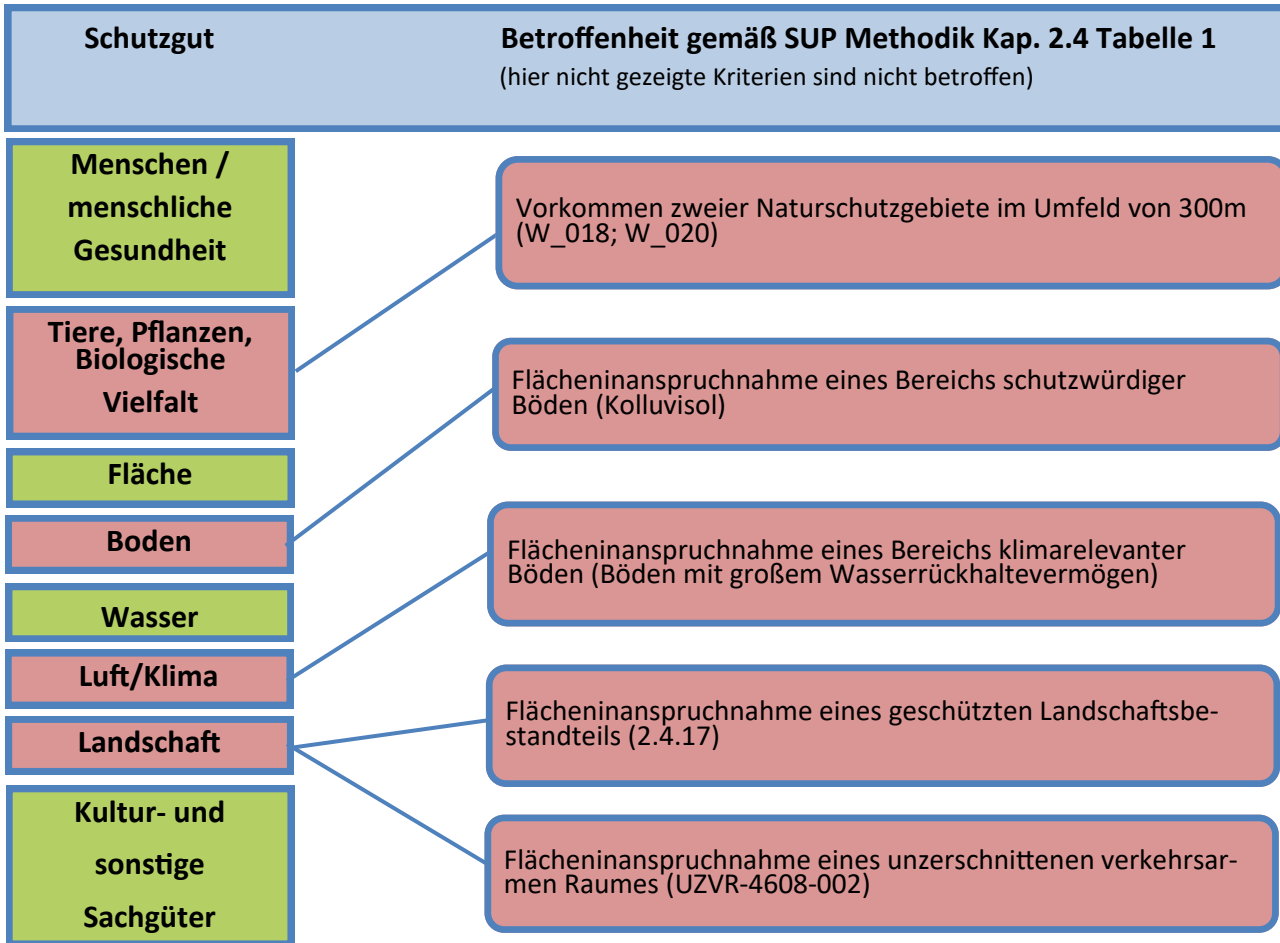 Schutzgut
Betroffenheit gemäß SUP Methodik Kap. 2.4 Tabelle 1
(hier nicht gezeigte Kriterien sind nicht betroffen)
Menschen /
menschliche
Gesundheit
Vorkommen zweier Naturschutzgebiete im Umfeld von 300m
(W_018; W_020)
Tiere, Pflanzen,
Biologische
Vielfalt
Flächeninanspruchnahme eines Bereichs schutzwürdiger
Böden (Kolluvisol)
Fläche
Boden
Flächeninanspruchnahme eines Bereichs klimarelevanter
Böden (Böden mit großem Wasserrückhaltevermögen)
Wasser
Luft/Klima
Flächeninanspruchnahme eines geschützten Landschaftsbe-
standteils (2.4.17)
Landschaft
Kultur- und
sonstige
Sachgüter
Flächeninanspruchnahme eines unzerschnittenen verkehrsar-
men Raumes (UZVR-4608-002)